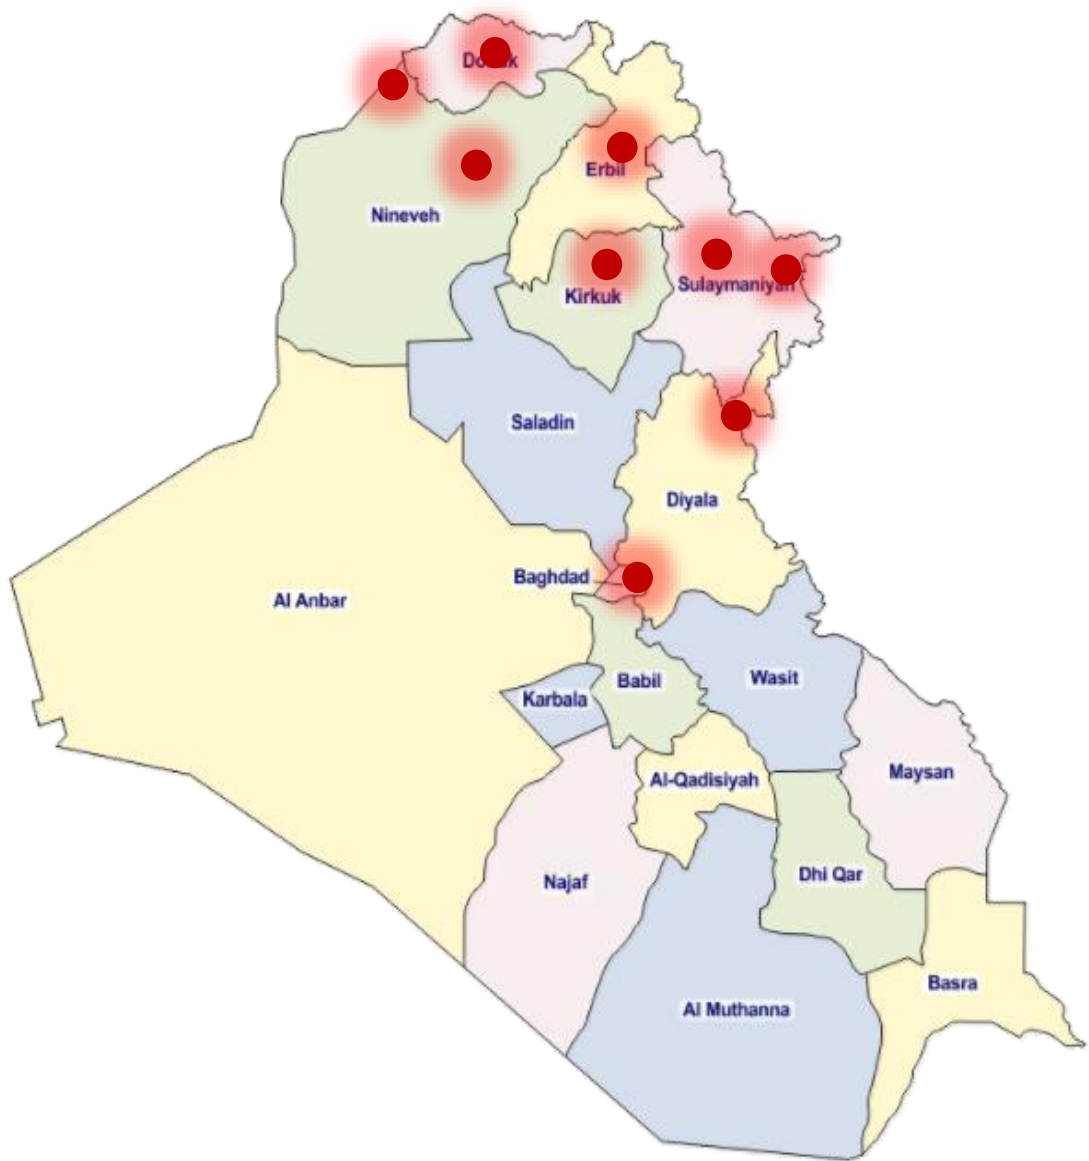 Erbil
Nineveh
Sulaymaniyah
Kirkuk
Saladin
Diyala
Baghdad
Al Anbar
Babil
Wasit
Karbala
Al-Qadisiyah
Maysan
Dhi Qar
Najaf
Basra
Al Muthanna